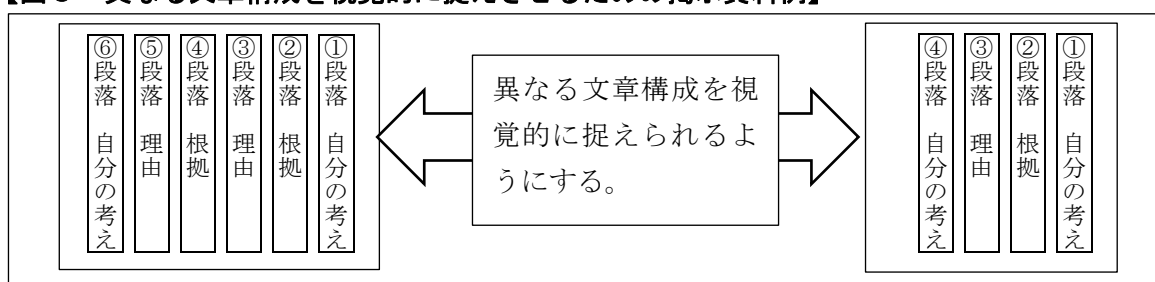 異なる文章構成を視覚的に捉えさせるための掲示資料例】
①段落　自分の考え
②段落　根拠
③段落　理由
④段落　根拠
⑤段落　理由
⑥段落　自分の考え
異なる文章構成を視
覚的に捉えられるよ
うにする。
①段落　自分の考え
②段落　根拠
③段落　理由
④段落　自分の考え